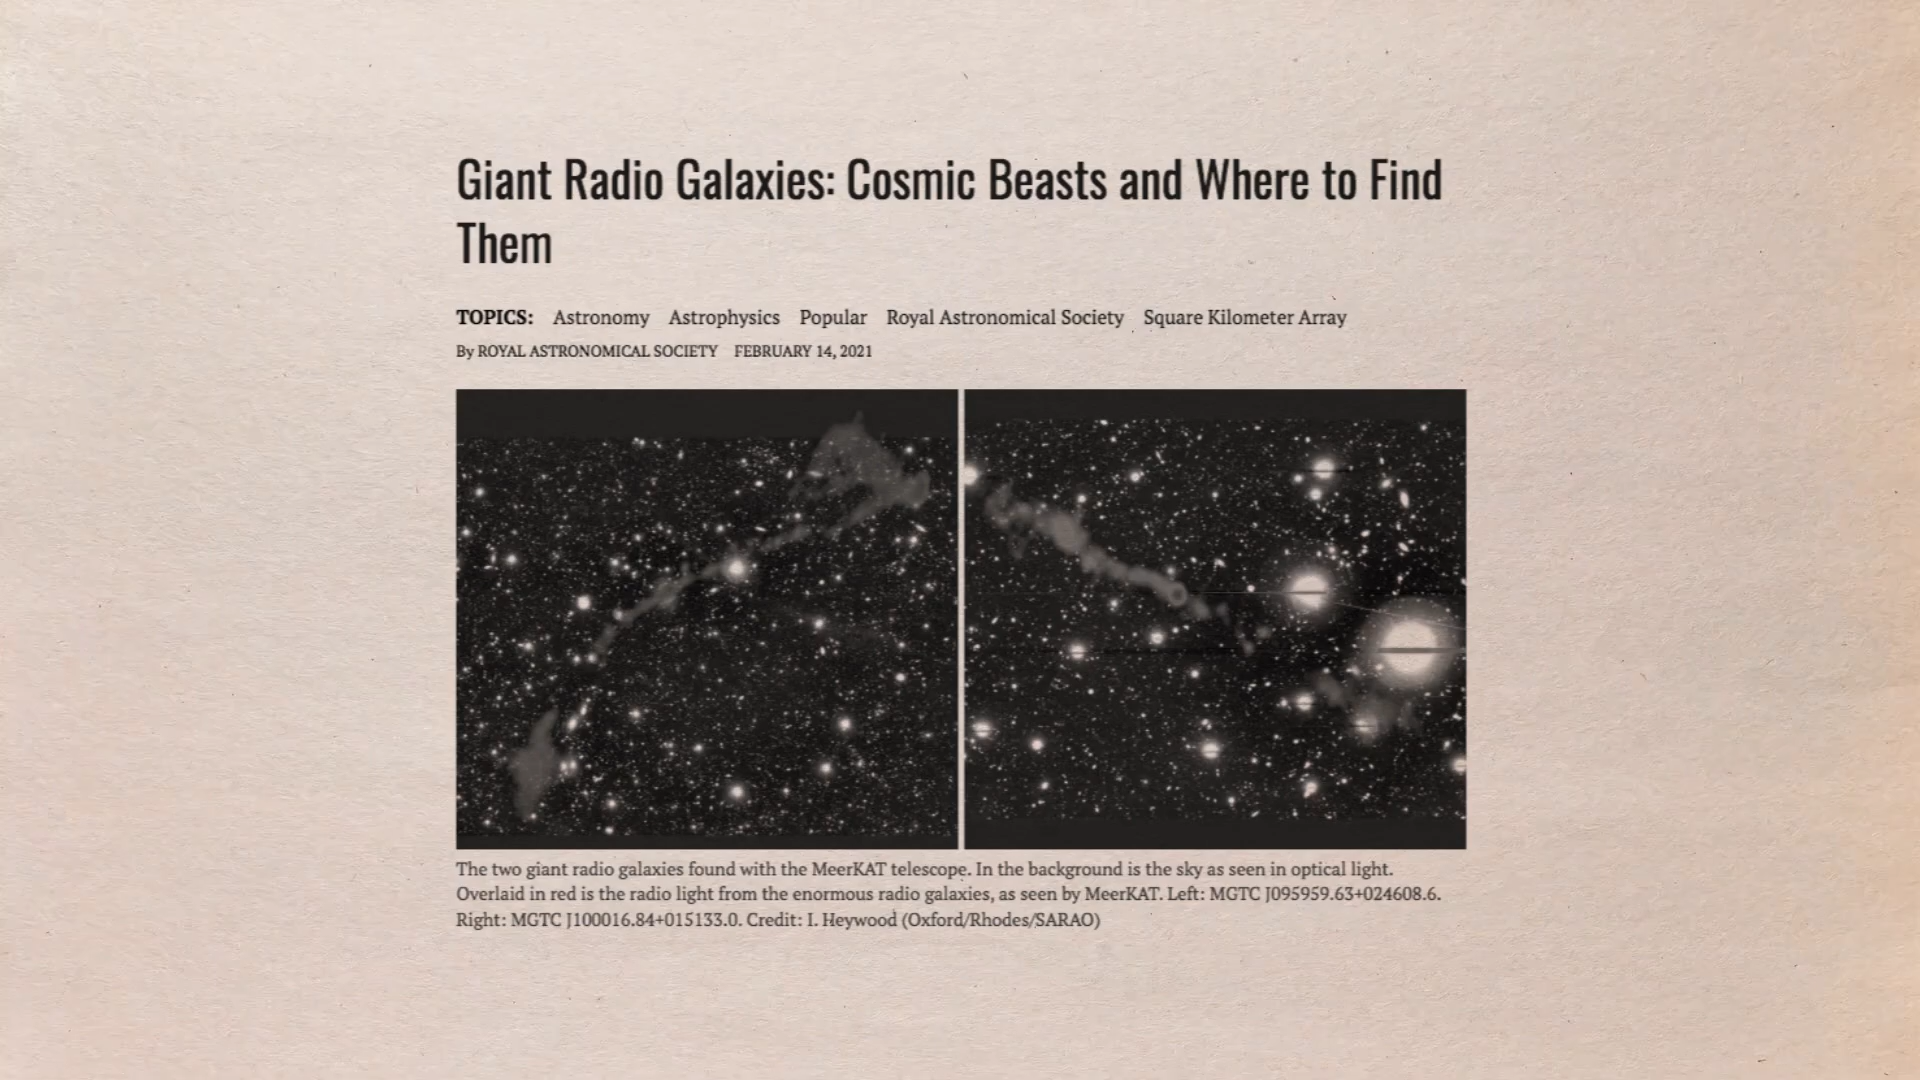 Giant Radio Galaxies: Cosmic Beasts and Where to Find
Them
TOPICS: Astronomy Astrophysics Popular Royal Astronomical Society Square Kilometer Array
By ROYAL ASTRONOMICAL SOCIETY FEBRUARY 14, 2021
The two giant radio galaxies found with the MeerKAT telescope. In the background is the sky as seen in optical light.
Overlaid in red is the radio light from the enormous radio galaxies, as seen by MeerKAT. Left: MGTC J095959.63+024608.6.
Right: MGTC J100016.84+015133.0. Credit: I. Heywood (Oxford/Rhodes/SARAO)